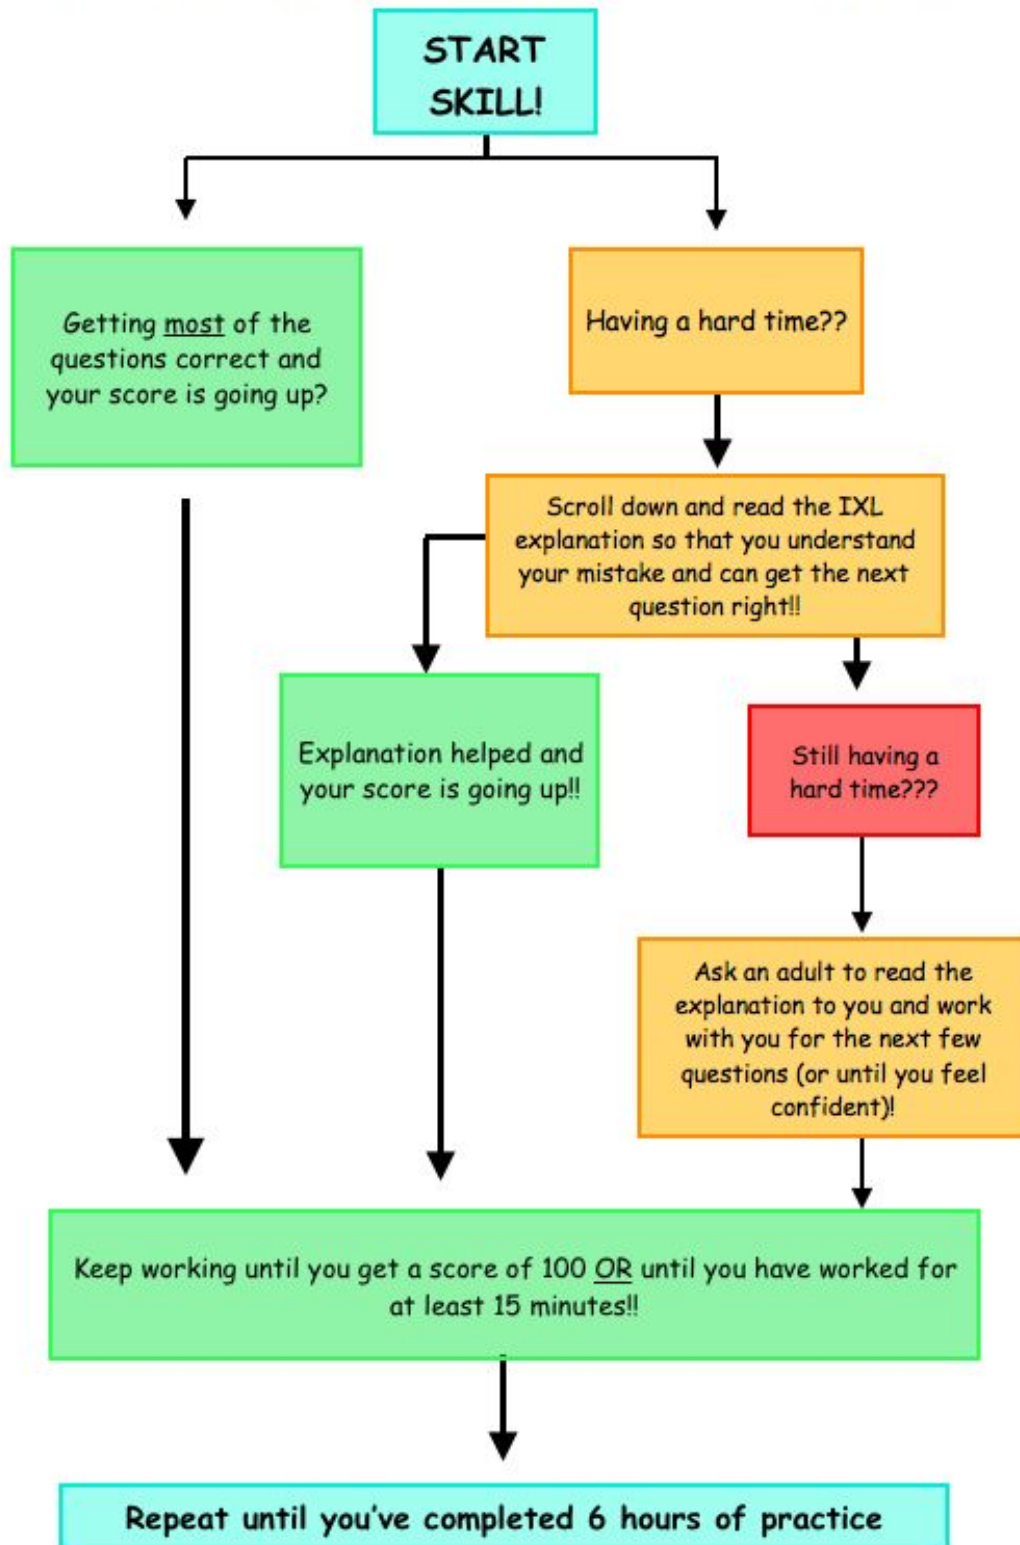 START
SKILL!
Getting most of the
questions correct and
your score is going up?
Having a hard time??
Scroll down and read the IXL
explanation so that you understand
your mistake and can get the next
question right!!
Explanation helped and
your score is going up!!
Still having a
hard time???
Ask an adult to read the
explanation to you and work
with you for the next few
questions (or until you feel
confident)!
Keep working until you get a score of 100 OR until you have worked for
at least 15 minutes!!
Repeat until you've completed 6 hours of practice